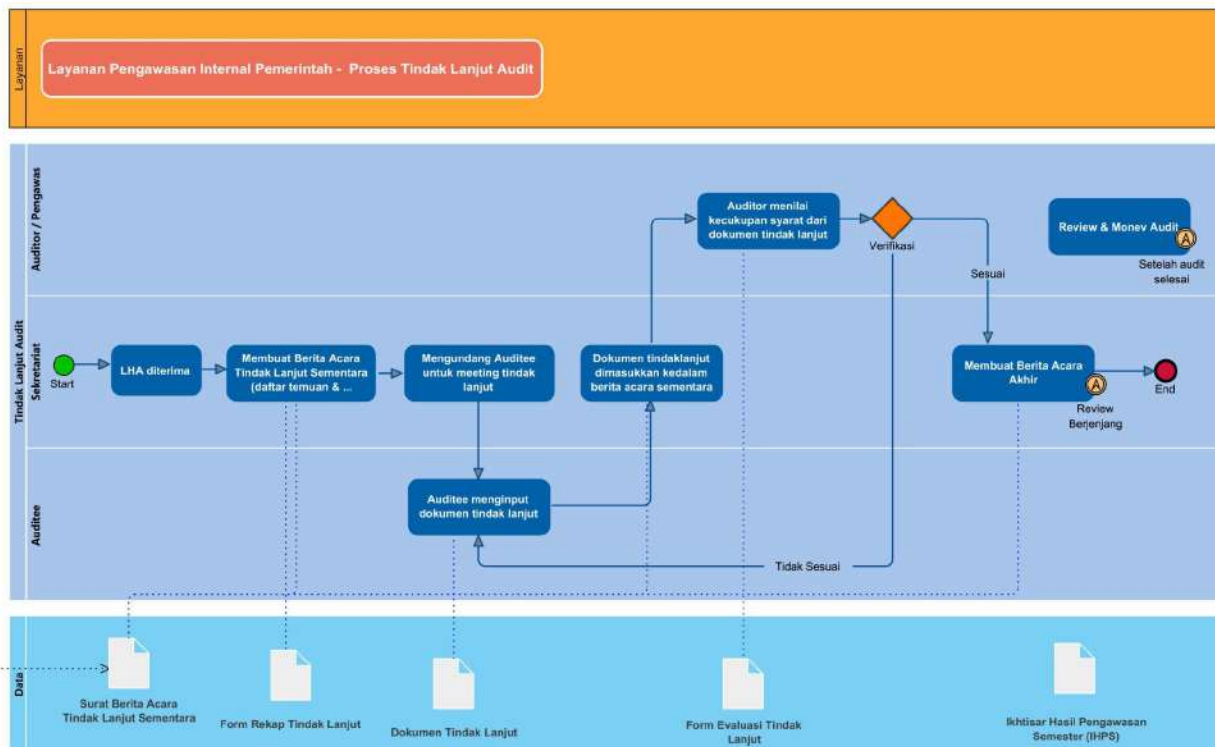 Layanan
Layanan Pengawasan Internal Pemerintah - Proses Tindak Lanjut Audit
Tindak Lanjut Audit
Auditor / Pengawas
Auditor menilai
kecukupan syarat dari
dokumen tindak lanjut
Verifikasi
Sesuai
Review & Monev Audit
A
Setelah audit
selesai
Sekretariat
Start
LHA diterima
Membuat Berita Acara
Tindak Lanjut Sementara
(daftar temuan & ...
Mengundang Auditee
untuk meeting tindak
lanjut
Dokumen tindaklanjut
dimasukkan kedalam
berita acara sementara
Membuat Berita Acara
Akhir
A
Review
Berjenjang
End
Auditee
Auditee menginput
dokumen tindak lanjut
Tidak Sesuai
Data
Surat Berita Acara
Tindak Lanjut Sementara
Form Rekap Tindak Lanjut
Dokumen Tindak Lanjut
Form Evaluasi Tindak
Lanjut
Ikhtisar Hasil Pengawasan
Semester (IHPS)